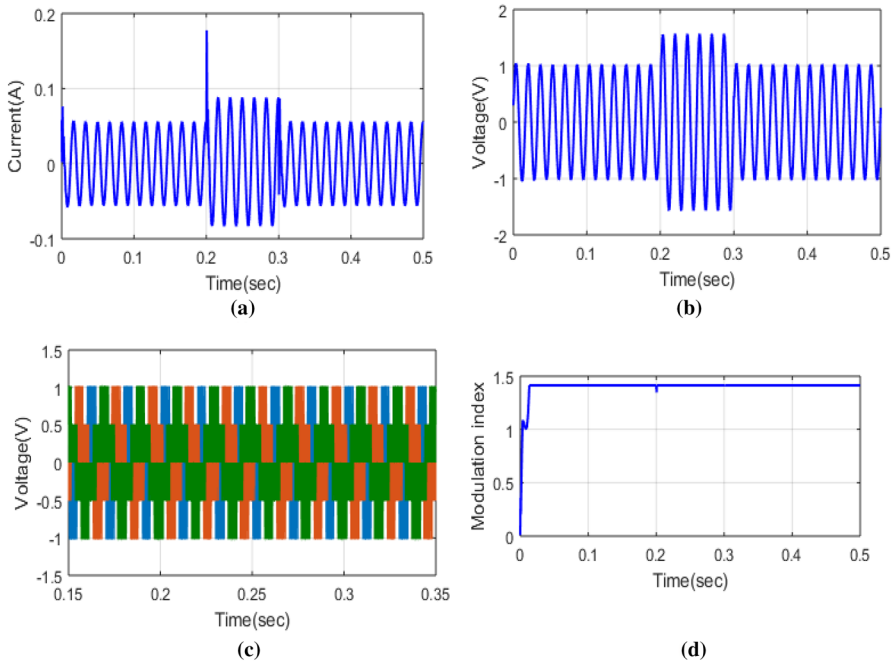 0.2
0.1
0
-0.1
Current(A)
0 0.1 0.2 0.3 0.4 0.5
Time(sec)
(a)
2
1
0
-1
-2
Voltage(V)
0 0.1 0.2 0.3 0.4 0.5
Time(sec)
(b)
1.5
1
0.5
0
-0.5
-1
-1.5
Voltage(V)
0.15 0.2 0.25 0.3 0.35
Time(sec)
(c)
1.5
1
0.5
0
Modulation index
0 0.1 0.2 0.3 0.4 0.5
Time(sec)
(d)